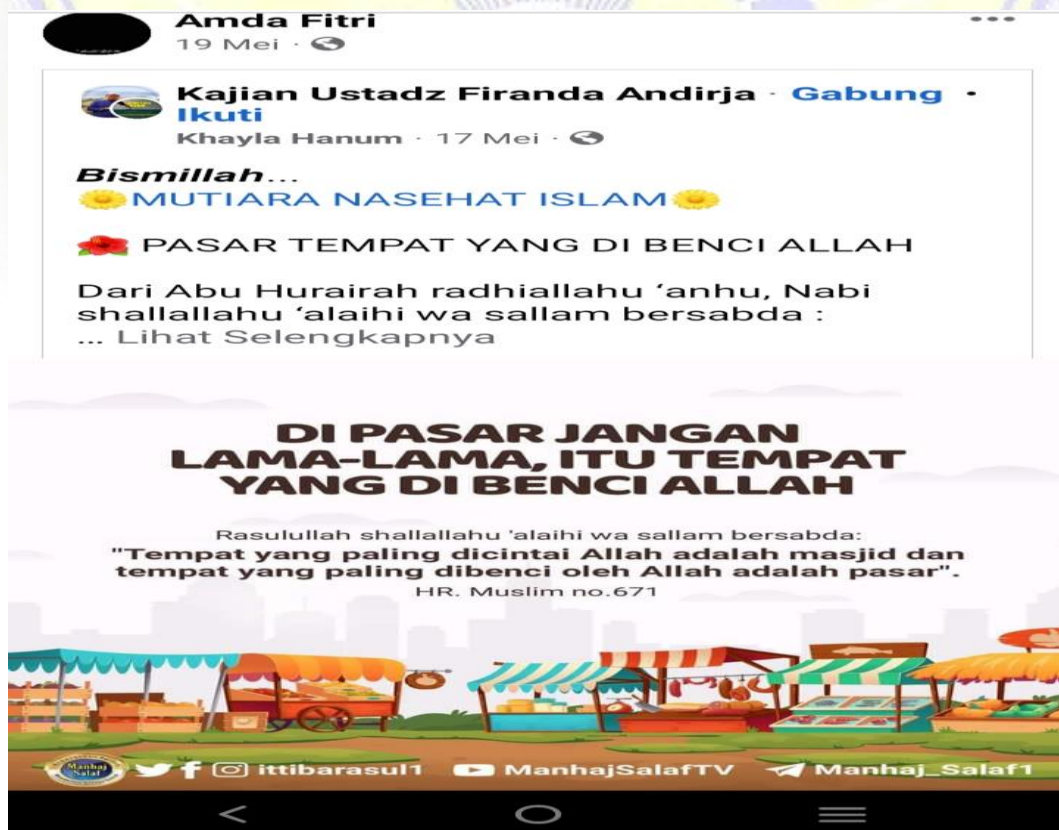 Amda Fitri
19 Mei ·
Kajian Ustadz Firanda Andirja · Gabung ·
Ikuti
Khayla Hanum · 17 Mei ·
Bismillah...
🌼MUTIARA NASEHAT ISLAM🌼
🌺 PASAR TEMPAT YANG DI BENCI ALLAH
Dari Abu Hurairah radhiallahu ‘anhu, Nabi
shallallahu ‘alaihi wa sallam bersabda :
... Lihat Selengkapnya
DI PASAR JANGAN
LAMA-LAMA, ITU TEMPAT
YANG DI BENCI ALLAH
Rasulullah shallallahu 'alaihi wa sallam bersabda:
"Tempat yang paling dicintai Allah adalah masjid dan
tempat yang paling dibenci oleh Allah adalah pasar".
HR. Muslim no.671
Manhaj
Salaf
ittibarasul1 ManhajSalafTV Manhaj_Salaf1